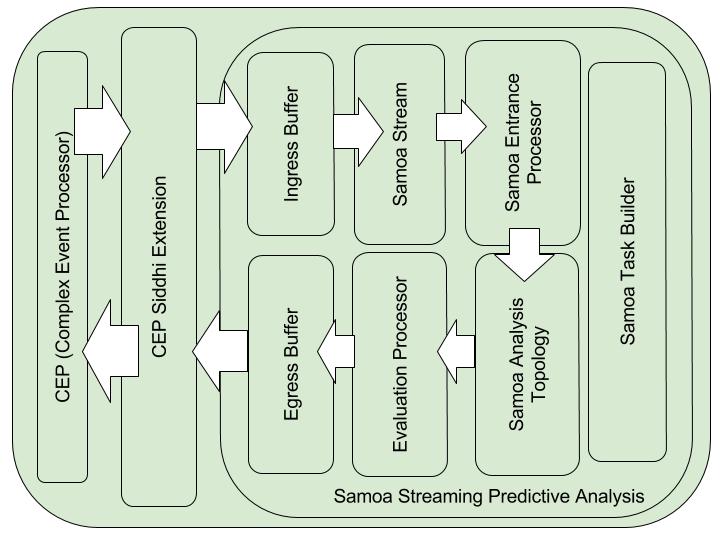 CEP (Complex Event Processor)
CEP Siddhi Extension
Ingress Buffer
Samoa Stream
Samoa Entrance
Processor
Samoa Task Builder
Egress Buffer
Evaluation Processor
Samoa Analysis
Topology
Samoa Streaming Predictive Analysis